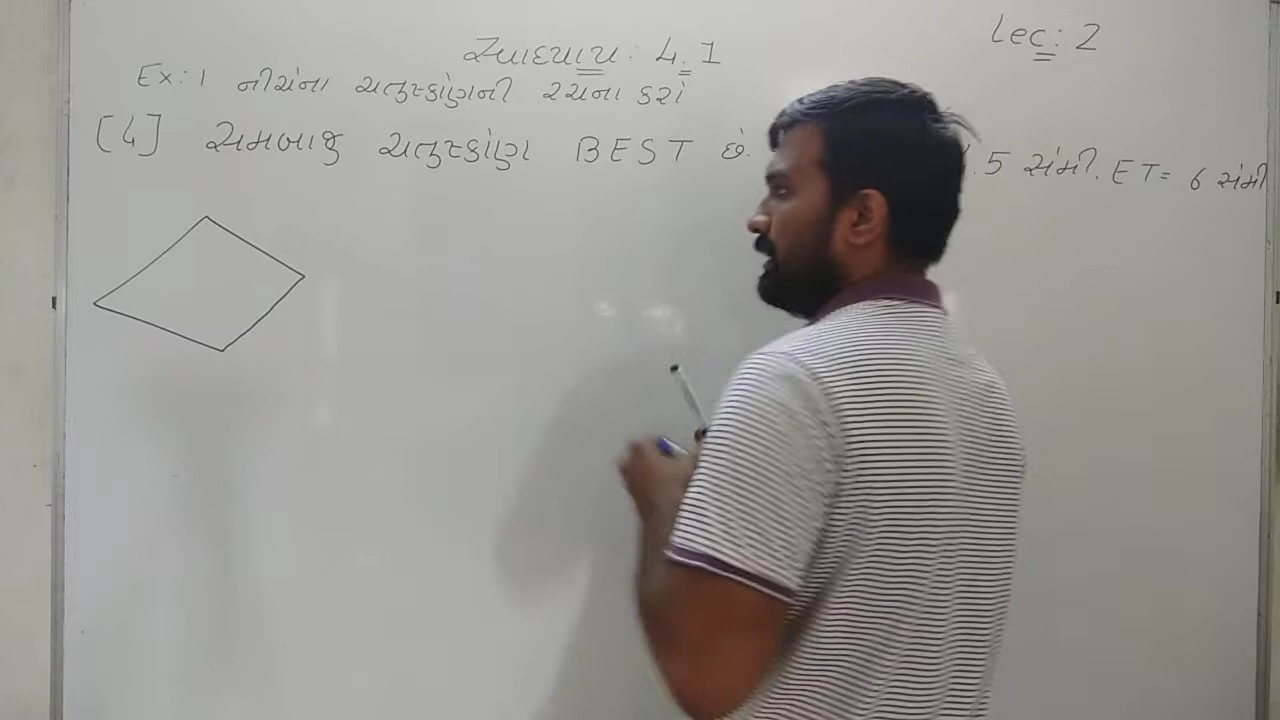 સ્વાધ્યાય : 4.1
Lec : 2
Ex : 1 નીચેના ચતુષ્કોણની રચના કરો
[4] સમબાજુ ચતુષ્કોણ BEST છે. .5 સેમી. ET = 6 સેમી